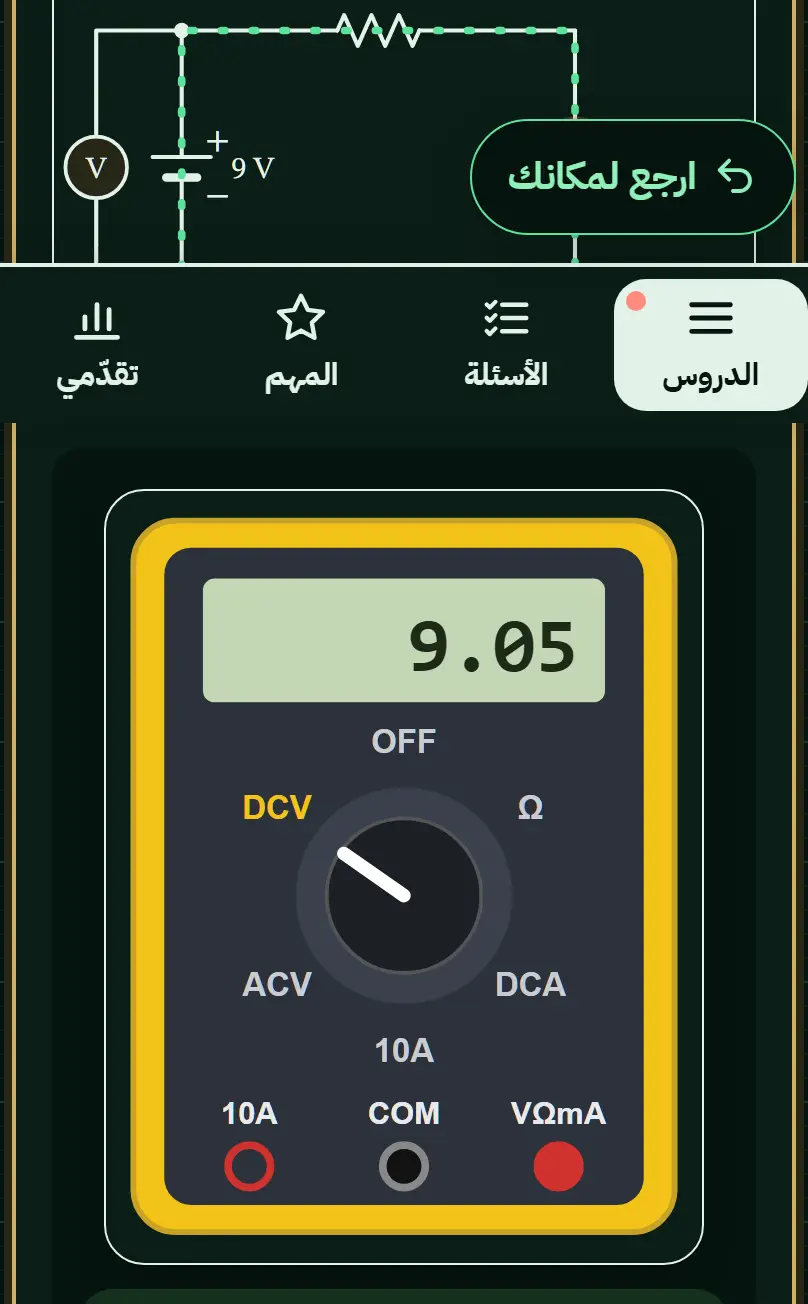 +
V
9 V
−
ارجع لمكانك
الدروس
الأسئلة
المهم
تقدّمي
9.05
OFF
DCV
Ω
ACV
DCA
10A
10A
COM
VΩmA